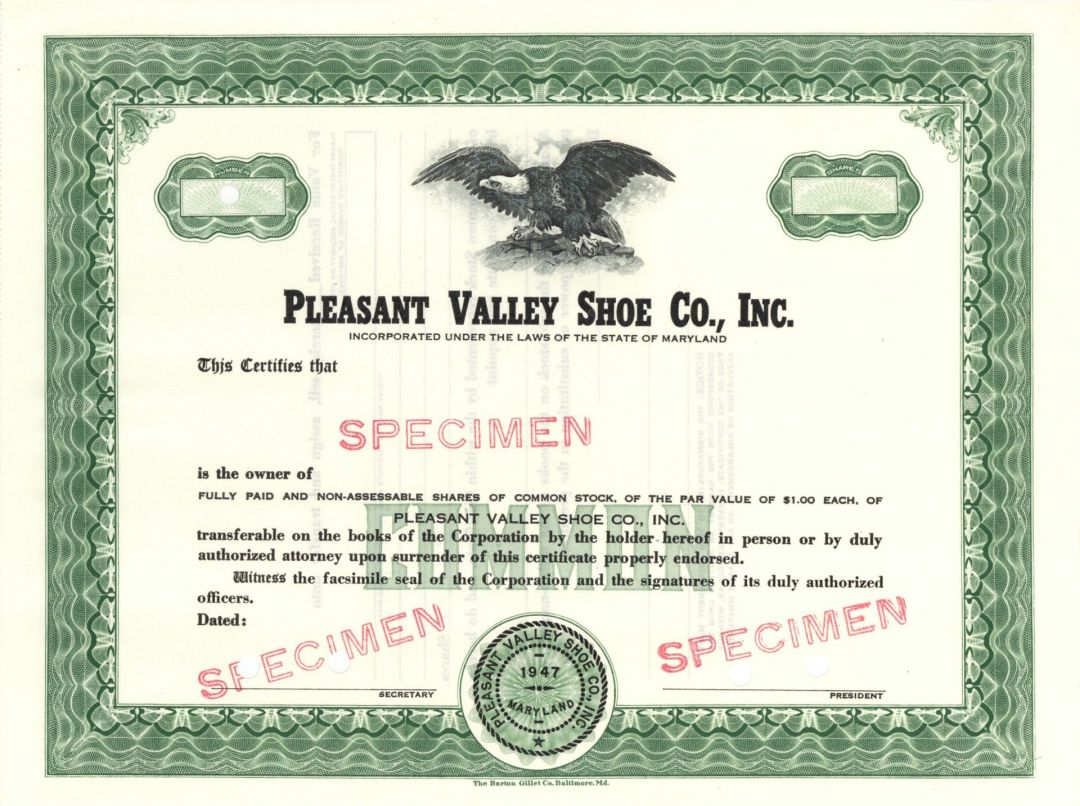 NUMBER
SHARES
PLEASANT VALLEY SHOE CO., INC.
INCORPORATED UNDER THE LAWS OF THE STATE OF MARYLAND
This Certifies that
SPECIMEN
is the owner of
FULLY PAID AND NON-ASSESSABLE SHARES OF COMMON STOCK, OF THE PAR VALUE OF $1.00 EACH, OF
COMMON
PLEASANT VALLEY SHOE CO., INC.
transferable on the books of the Corporation by the holder hereof in person or by duly
authorized attorney upon surrender of this certificate properly endorsed.
Witness the facsimile seal of the Corporation and the signatures of its duly authorized
officers.
Dated:
SPECIMEN
SPECIMEN
SECRETARY
PRESIDENT
PLEASANT VALLEY SHOE CO., INC.
1947
MARYLAND
The Barton Gillet Co. Baltimore. Md.